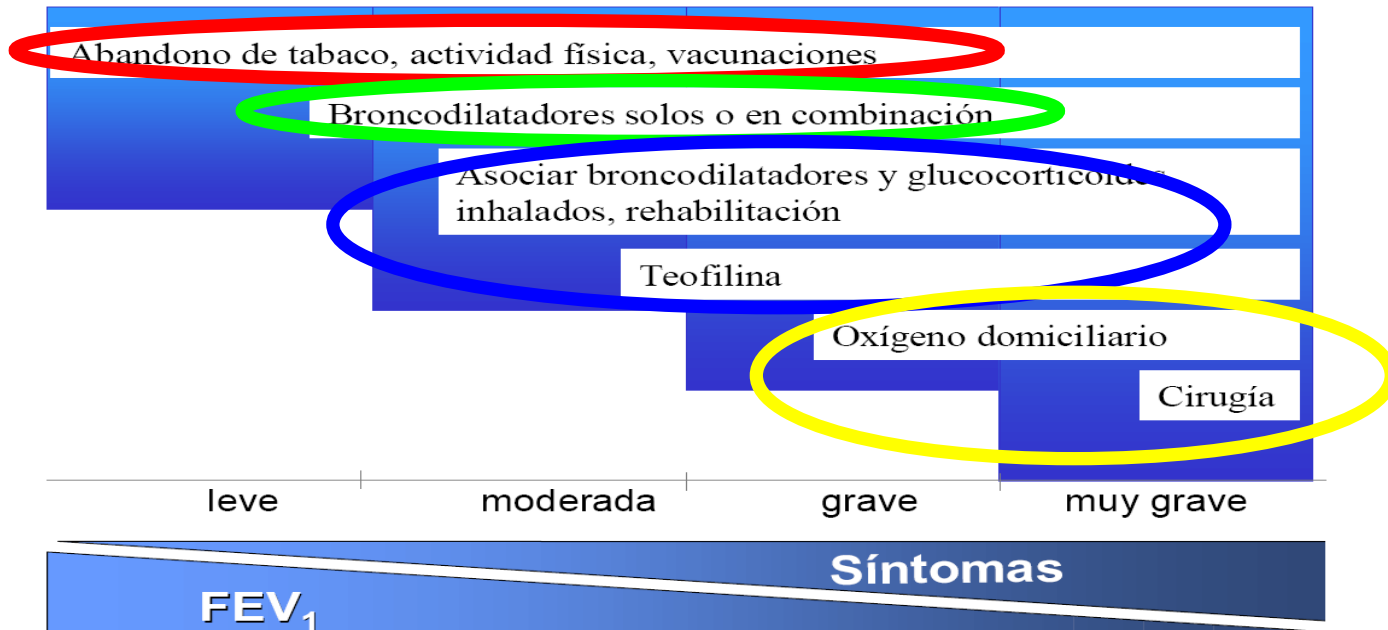 Abandono de tabaco, actividad física, vacunaciones
Broncodilatadores solos o en combinación
Asociar broncodilatadores y glucocorticoides
inhalados, rehabilitación
Teofilina
Oxígeno domiciliario
Cirugía
leve
moderada
grave
muy grave
Síntomas
FEV1